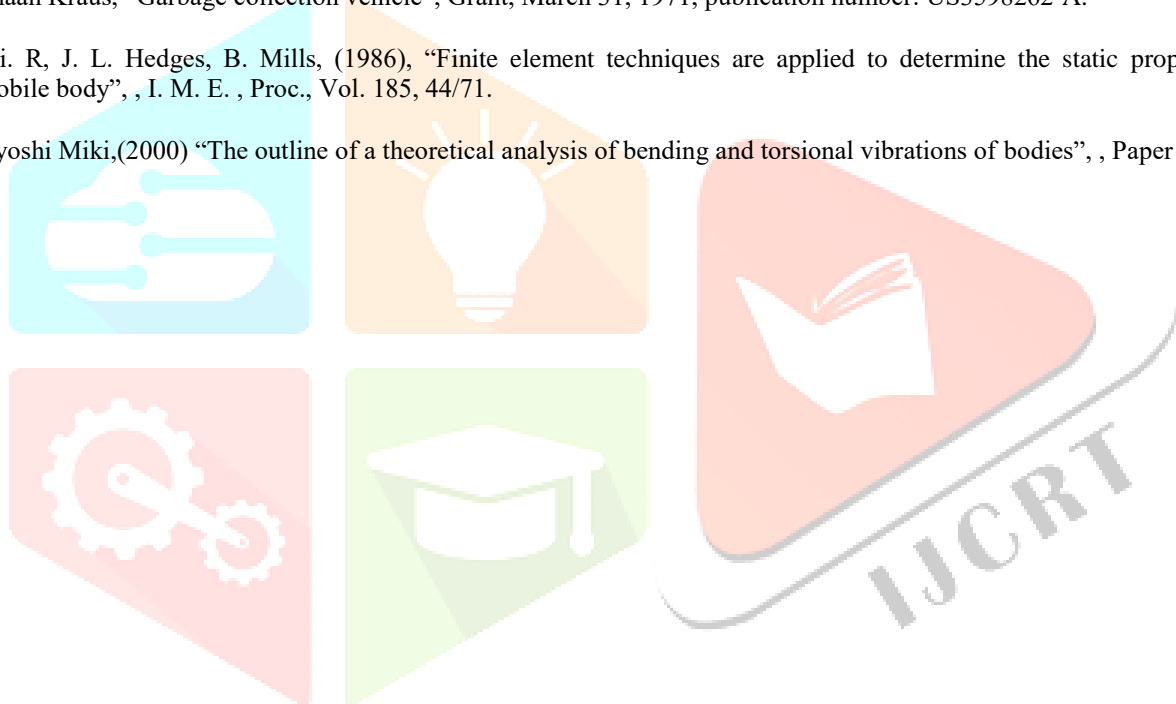 Kraus, "Garbage collection vehicle", Grant, March 31, 1971, publication number: US3598262-A.
i. R, J. L. Hedges, B. Mills, (1986), "Finite element techniques are applied to determine the static prop
obile body", , I. M. E. , Proc., Vol. 185, 44/71.
yoshi Miki,(2000) "The outline of a theoretical analysis of bending and torsional vibrations of bodies", , Paper
IJCRT